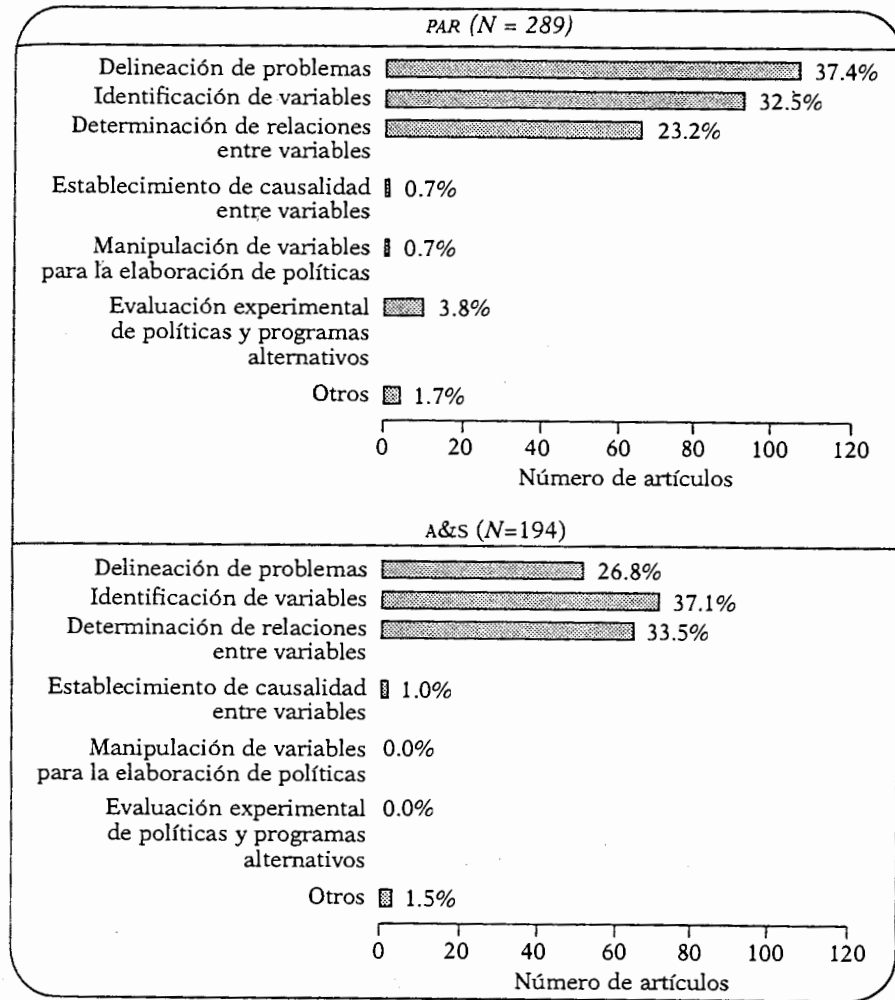 PAR (N = 289)
Delineación de problemas 37.4%
Identificación de variables 32.5%
Determinación de relaciones 23.2%
entre variables
Establecimiento de causalidad 0.7%
entre variables
Manipulación de variables 0.7%
para la elaboración de políticas
Evaluación experimental 3.8%
de políticas y programas
alternativos
Otros 1.7%
0 20 40 60 80 100 120
Número de artículos
A&S (N=194)
Delineación de problemas 26.8%
Identificación de variables 37.1%
Determinación de relaciones 33.5%
entre variables
Establecimiento de causalidad 1.0%
entre variables
Manipulación de variables 0.0%
para la elaboración de políticas
Evaluación experimental 0.0%
de políticas y programas
alternativos
Otros 1.5%
0 20 40 60 80 100 120
Número de artículos